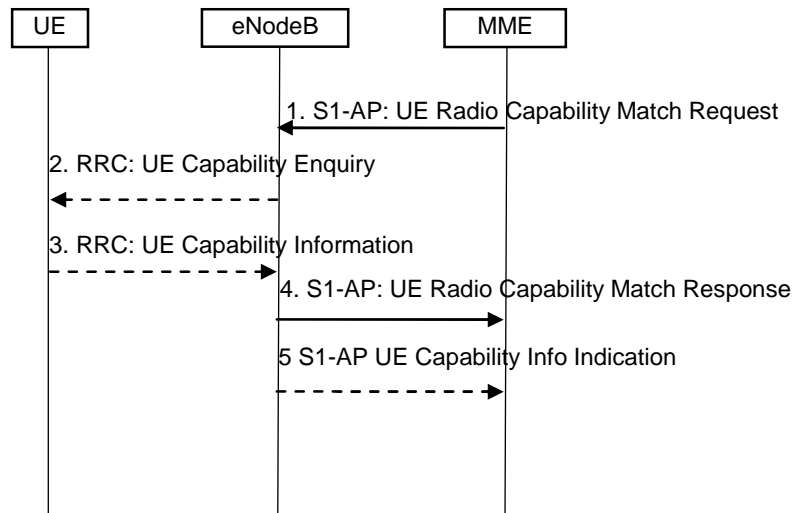 UE
eNodeB
MME
1. S1-AP: UE Radio Capability Match Request
2. RRC: UE Capability Enquiry
3. RRC: UE Capability Information
4. S1-AP: UE Radio Capability Match Response
5 S1-AP UE Capability Info Indication